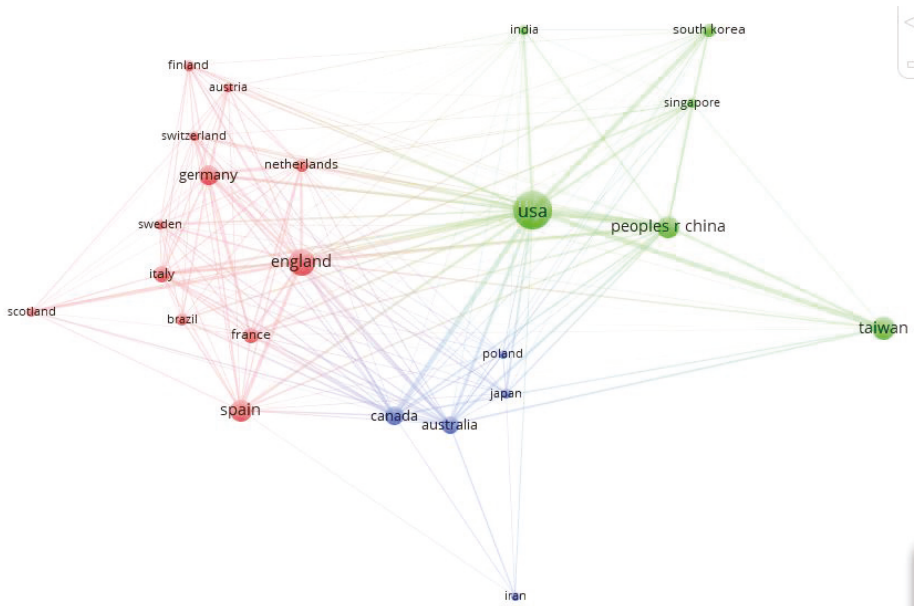 india
south korea
finland
austria
singapore
switzerland
netherlands
germany
usa
sweden
peoples r china
england
italy
scotland
brazil
france
taiwan
poland
japan
spain
canada
australia
iran